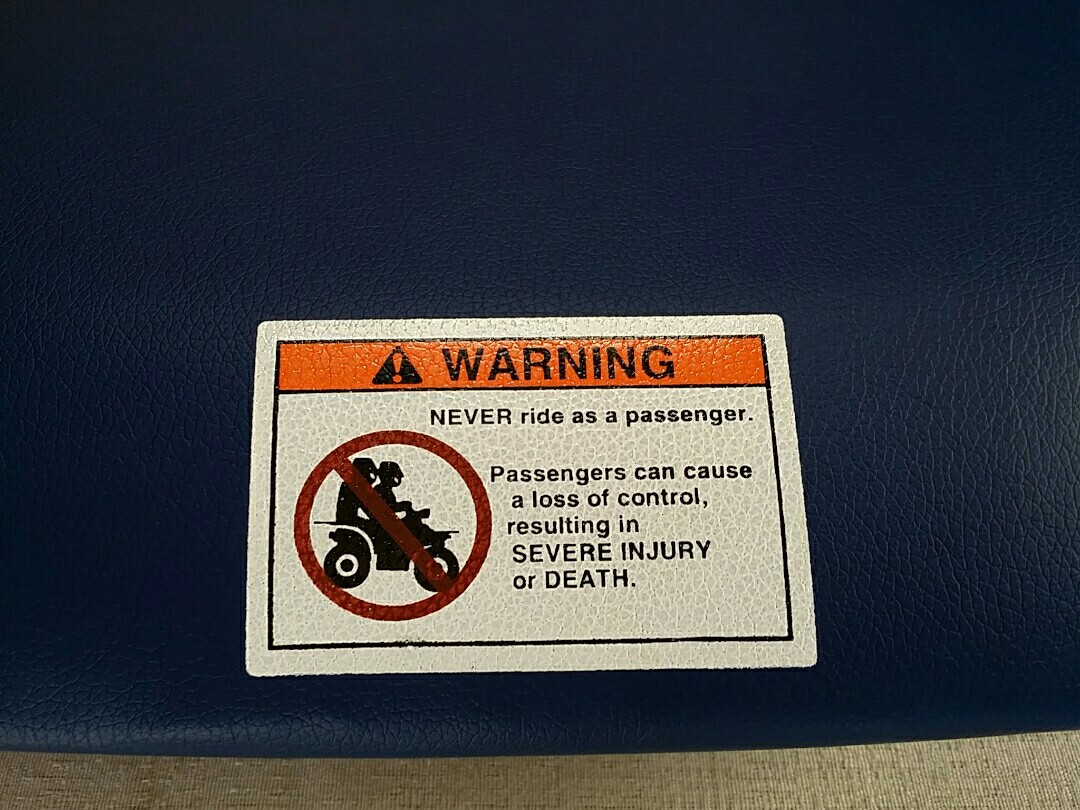 WARNING
NEVER ride as a passenger.
Passengers can cause
a loss of control,
resulting in
SEVERE INJURY
or DEATH.